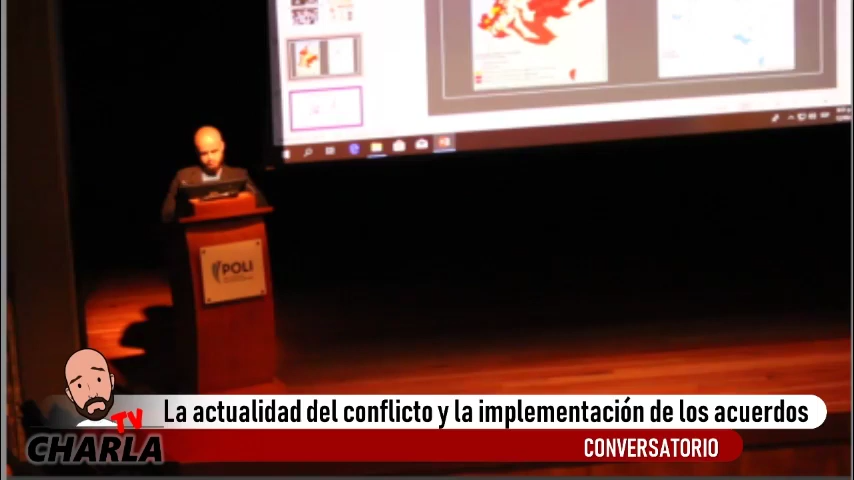 POLI
La actualidad del conflicto y la implementación de los acuerdos
TV
CHARLA
CONVERSATORIO